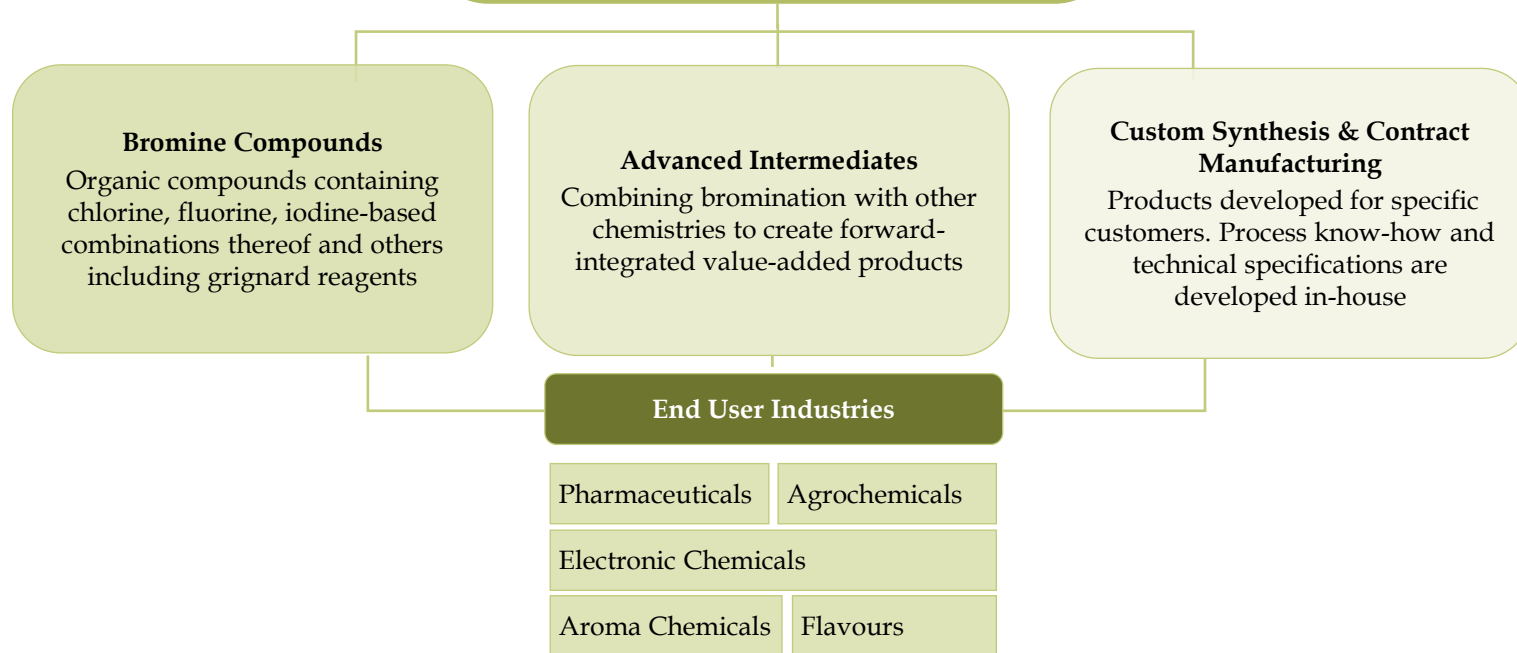 Bromine Compounds
Organic compounds containing
chlorine, fluorine, iodine-based
combinations thereof and others
including grignard reagents
Advanced Intermediates
Combining bromination with other
chemistries to create forward-
integrated value-added products
Custom Synthesis & Contract
Manufacturing
Products developed for specific
customers. Process know-how and
technical specifications are
developed in-house
End User Industries
Pharmaceuticals
Agrochemicals
Electronic Chemicals
Aroma Chemicals
Flavours